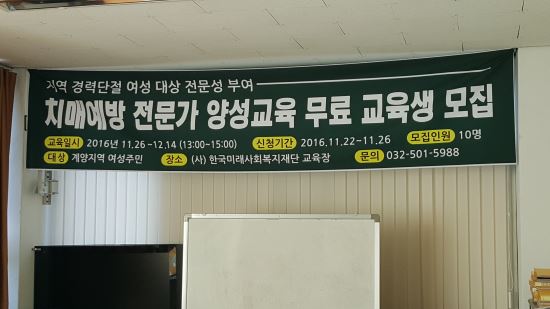 지역 경력단절 여성 대상 전문성 부여
치매예방 전문가 양성교육 무료 교육생 모집
교육일시 2016년 11.26 ~12.14 (13:00~15:00) 신청기간 2016.11.22~11.26 모집인원 10명
대상 계양지역 여성주민 장소 (사) 한국미래사회복지재단 교육장 문의 032-501-5988